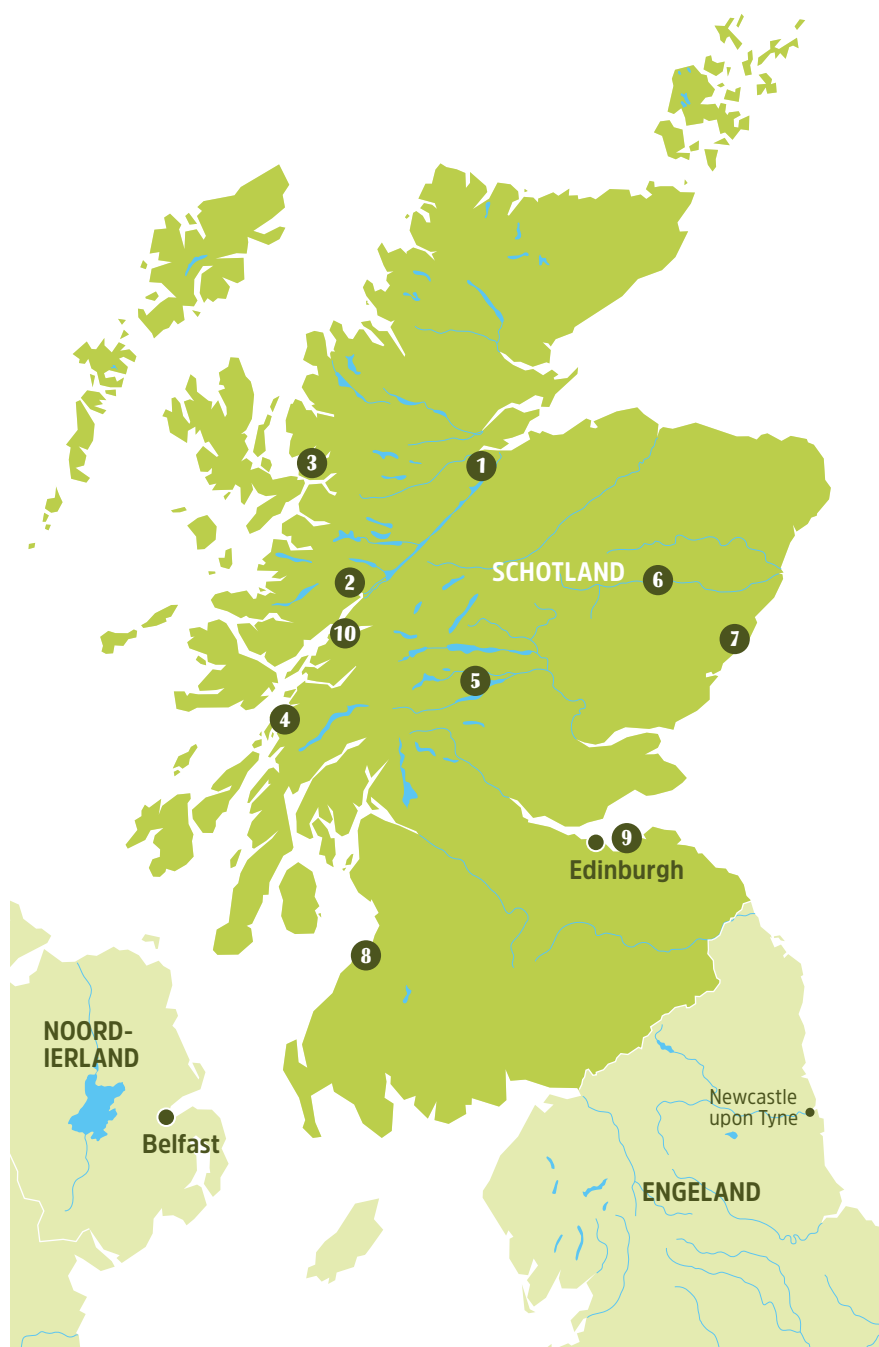 3
1
SCHOTLAND
2
6
10
7
5
4
9
Edinburgh
8
NOORD-
IERLAND
Newcastle
upon Tyne
Belfast
ENGELAND